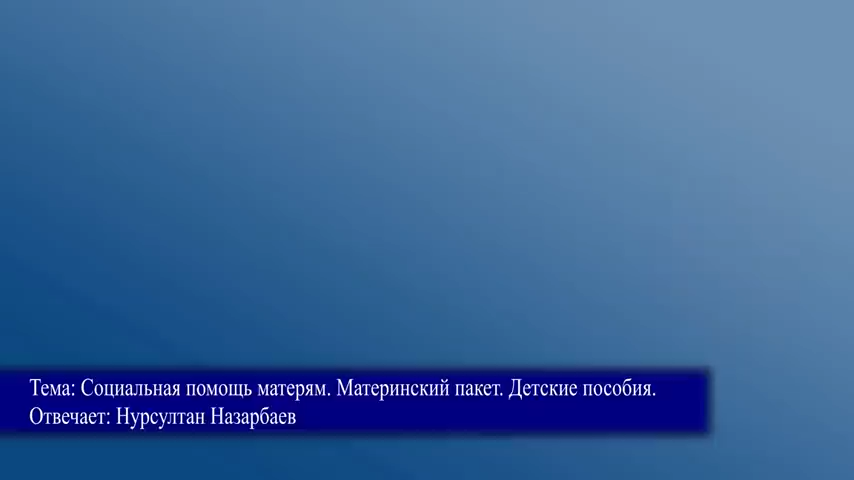 Тема: Социальная помощь матерям. Материнский пакет. Детские пособия.
Отвечает: Нурсултан Назарбаев